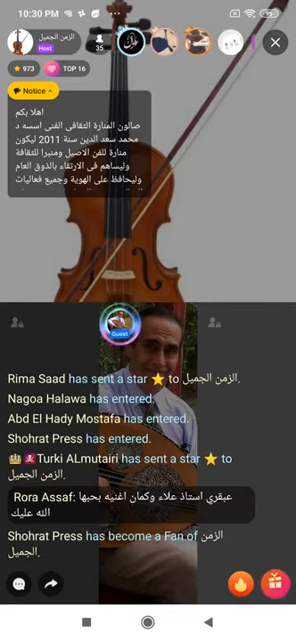 10:30 PM
الزمن الجميل
Host
35
973
TOP 16
Notice
اهلا بكم
صالون المنارة الثقافى الفنى اسسه د
محمد سعد الدين سنة 2011 ليكون
منارة للفن الاصيل ومنبرا للثقافة
وليساهم فى الارتقاء بالذوق العام
وليحافظ على الهوية وجميع فعاليات
Guest
Rima Saad has sent a star ⭐ to الزمن الجميل.
Nagoa Halawa has entered.
Abd El Hady Mostafa has entered.
Shohrat Press has entered.
Turki ALmutairi has sent a star ⭐ to
الزمن الجميل.
Rora Assaf: عبقري استاذ علاء وكمان اغنيه بحبها
الله عليك
Shohrat Press has become a Fan of الزمن
الجميل.